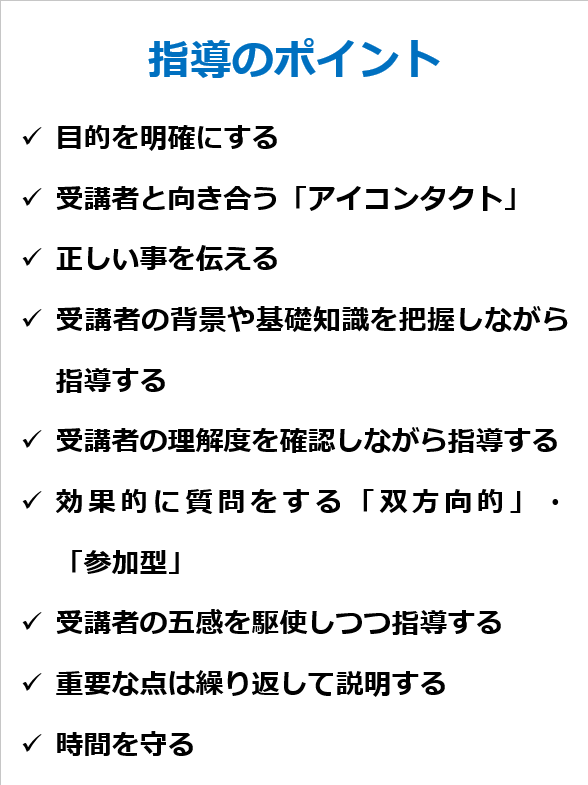 指導のポイント
✓ 目的を明確にする
✓ 受講者と向き合う「アイコンタクト」
✓ 正しい事を伝える
✓ 受講者の背景や基礎知識を把握しながら
指導する
✓ 受講者の理解度を確認しながら指導する
✓ 効果的に質問をする「双方向的」・
「参加型」
✓ 受講者の五感を駆使しつつ指導する
✓ 重要な点は繰り返して説明する
✓ 時間を守る